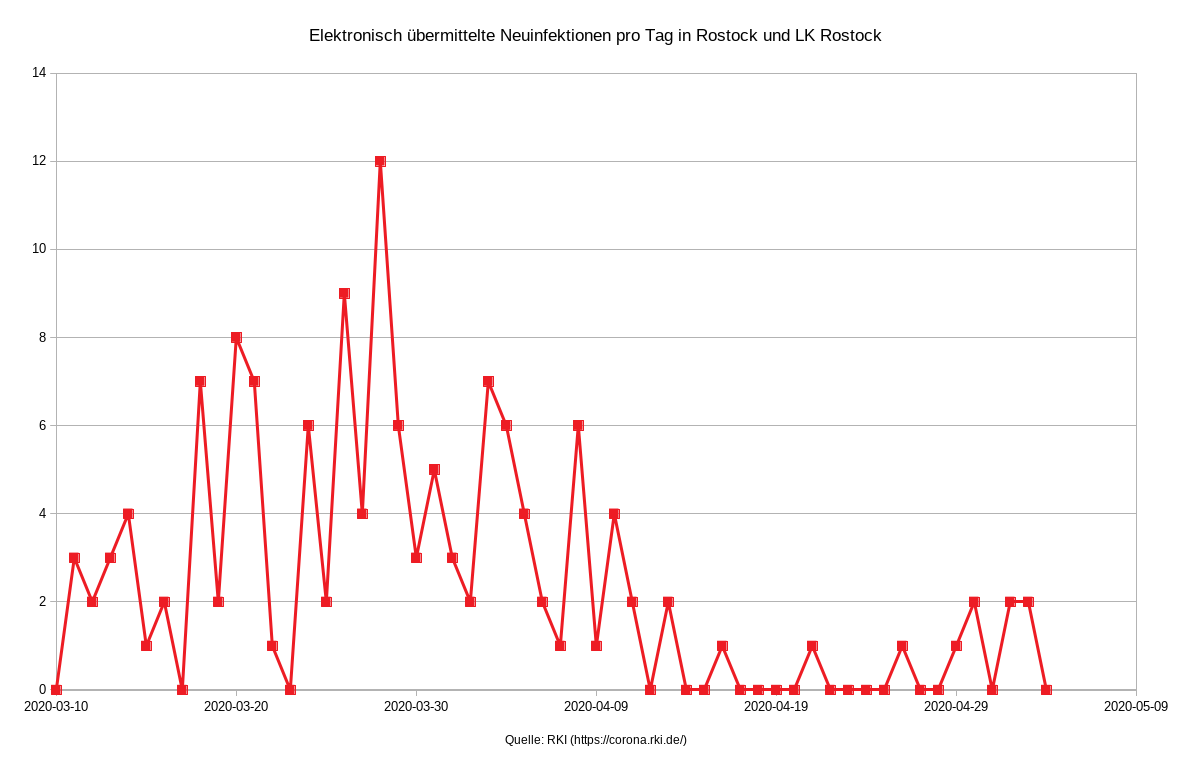 Elektronisch übermittelte Neuinfektionen pro Tag in Rostock und LK Rostock
14
12
10
8
6
4
2
0
2020-03-10 2020-03-20 2020-03-30 2020-04-09 2020-04-19 2020-04-29 2020-05-09
Quelle: RKI (https://corona.rki.de/)